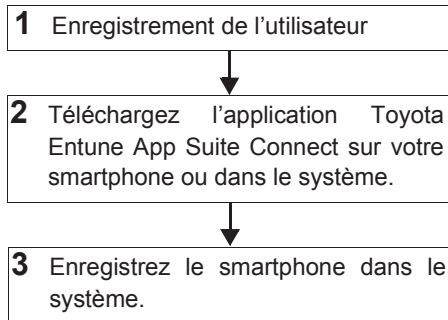 1 Enregistrement de l’utilisateur
2 Téléchargez l’application Toyota
Entune App Suite Connect sur votre
smartphone ou dans le système.
3 Enregistrez le smartphone dans le
système.